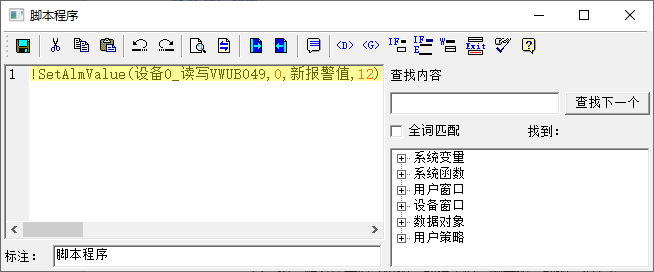 脚本程序
<D> <G> IF IF E W Exit
1 !SetAlmValue(设备0_读写VWUB049,0,新报警值,12)
查找内容
查找下一个
全词匹配 找到:
系统变量
系统函数
用户窗口
设备窗口
数据对象
用户策略
标注: 脚本程序